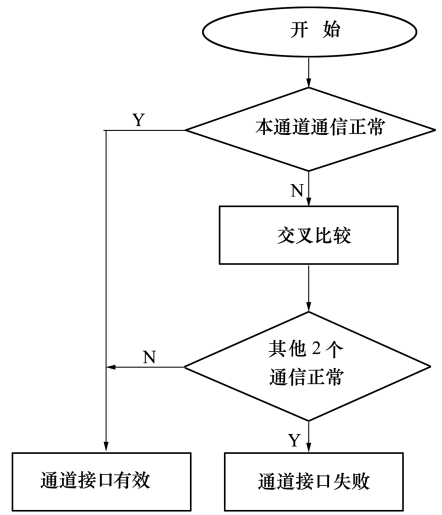 开 始
Y
本通道通信正常
N
交叉比较
其他2个
通信正常
N
Y
通道接口有效
通道接口失败